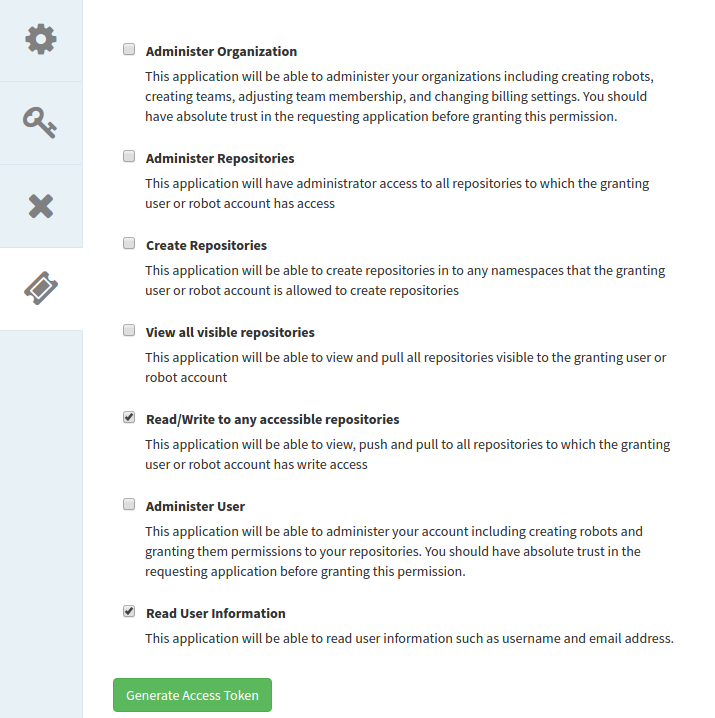 Administer Organization
This application will be able to administer your organizations including creating robots,
creating teams, adjusting team membership, and changing billing settings. You should
have absolute trust in the requesting application before granting this permission.
Administer Repositories
This application will have administrator access to all repositories to which the granting
user or robot account has access
Create Repositories
This application will be able to create repositories in to any namespaces that the granting
user or robot account is allowed to create repositories
View all visible repositories
This application will be able to view and pull all repositories visible to the granting user or
robot account
Read/Write to any accessible repositories
This application will be able to view, push and pull to all repositories to which the granting
user or robot account has write access
Administer User
This application will be able to administer your account including creating robots and
granting them permissions to your repositories. You should have absolute trust in the
requesting application before granting this permission.
Read User Information
This application will be able to read user information such as username and email address.
Generate Access Token